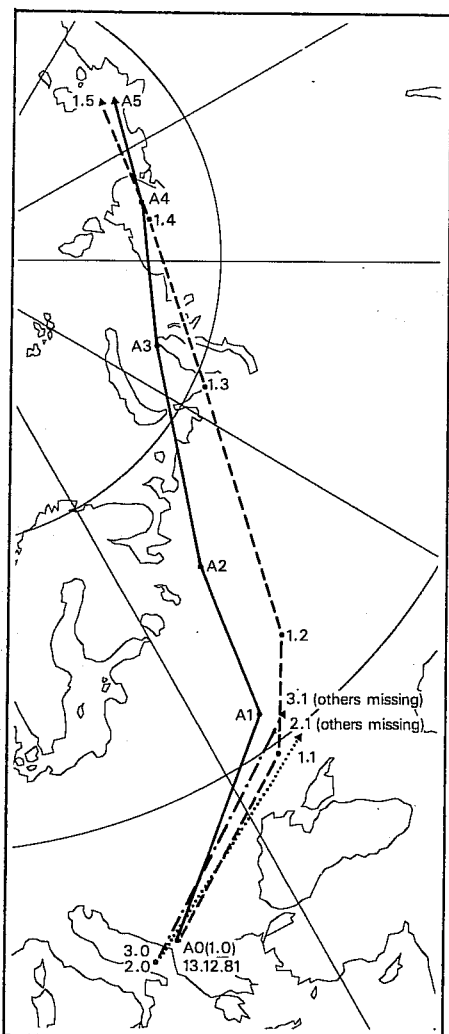 1.5 A5
A4
1.4
A3
1.3
A2
1.2
3.1 (others missing)
A1
2.1 (others missing)
1.1
3.0 A0(1.0)
2.0 13.12.81